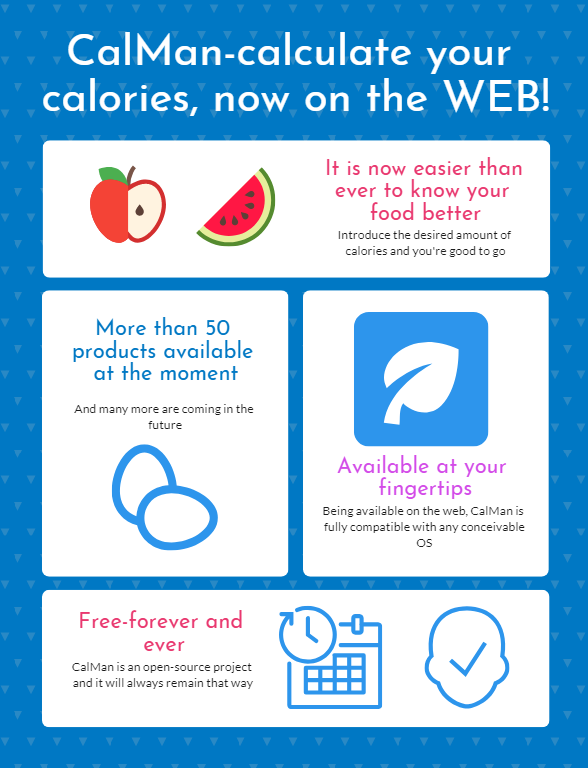 CalMan-calculate your
calories, now on the WEB!
It is now easier than
ever to know your
food better
Introduce the desired amount of
calories and you're good to go
More than 50
products available
at the moment
And many more are coming in the
future
Available at your
fingertips
Being available on the web, CalMan is
fully compatible with any conceivable
OS
Free-forever and
ever
CalMan is an open-source project
and it will always remain that way